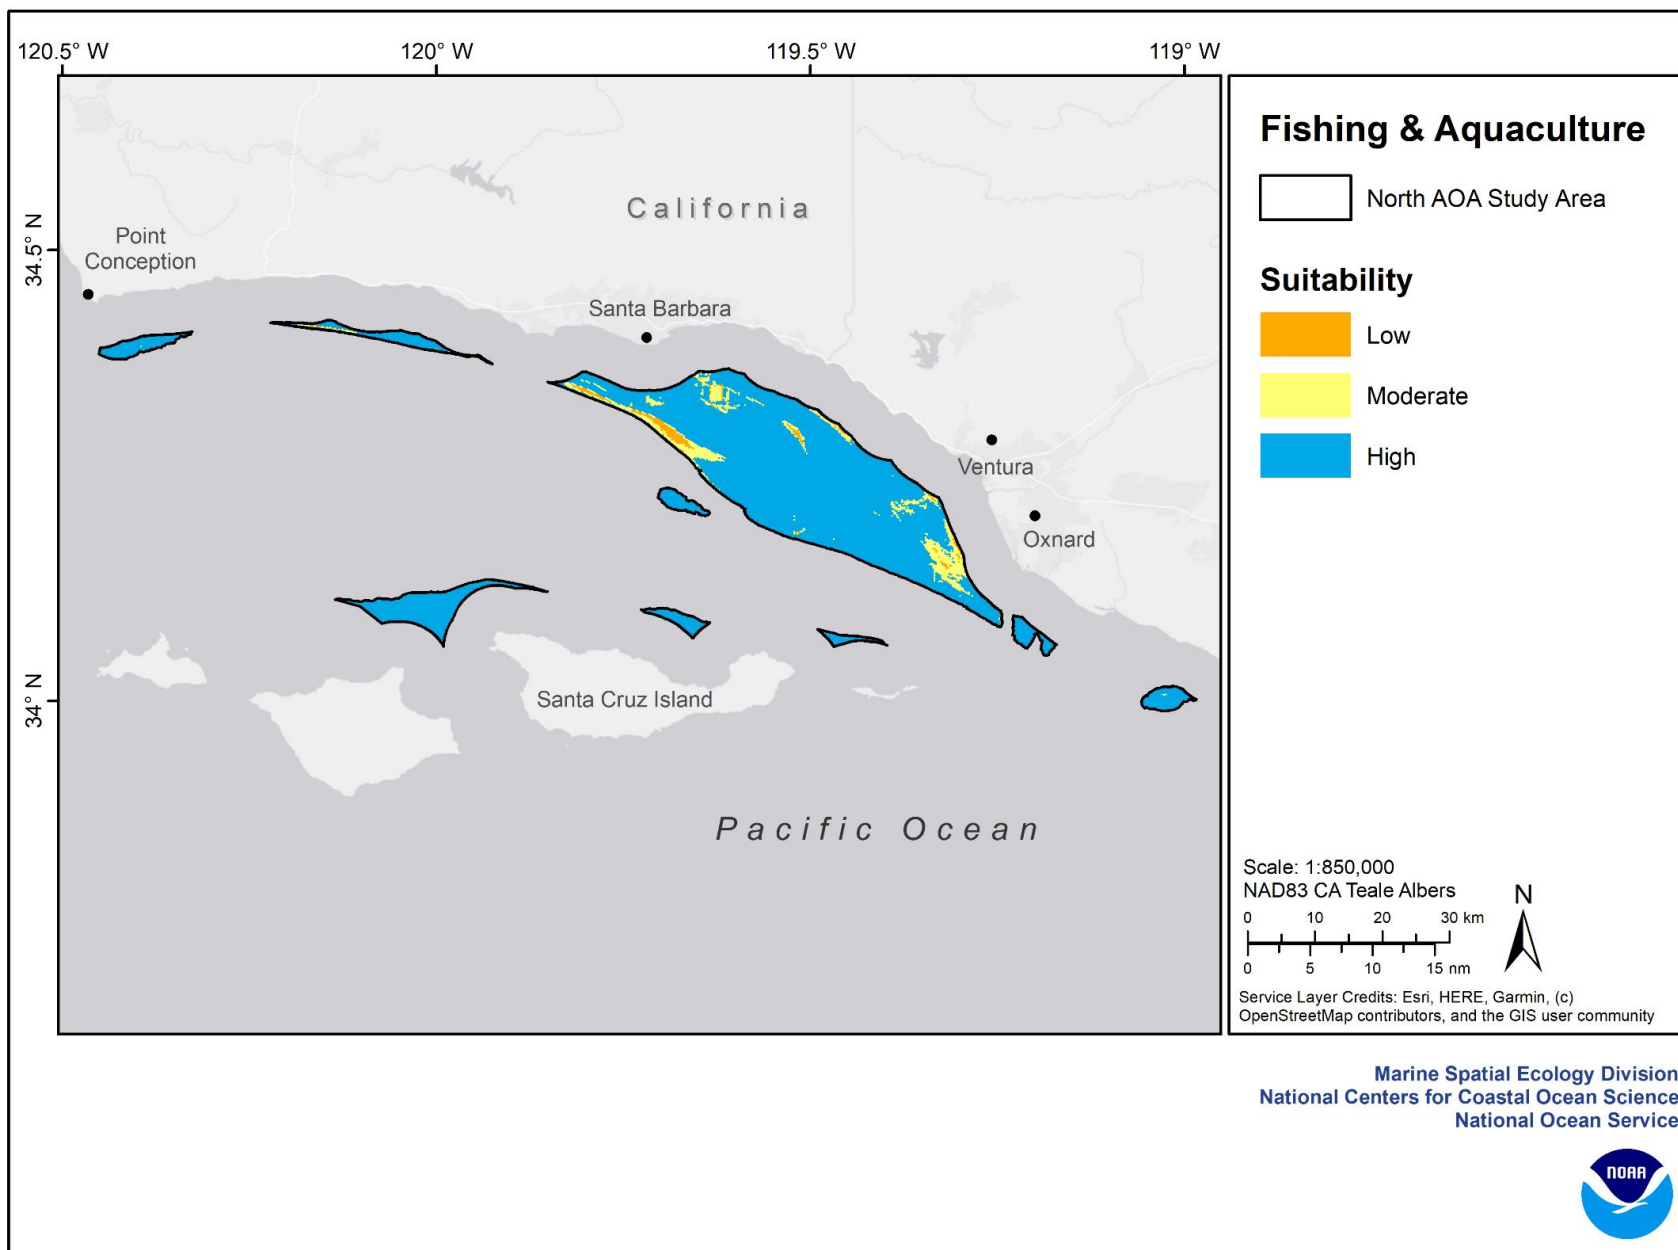 120.5° W
120° W
119.5° W
119° W
34.5° N
34° N
California
Point
Conception
Santa Barbara
Ventura
Oxnard
Santa Cruz Island
Pacific Ocean
Fishing & Aquaculture
North AOA Study Area
Suitability
Low
Moderate
High
Scale: 1:850,000
NAD83 CA Teale Albers
0 10 20 30 km
0 5 10 15 nm
N
Service Layer Credits: Esri, HERE, Garmin, (c)
OpenStreetMap contributors, and the GIS user community
Marine Spatial Ecology Division
National Centers for Coastal Ocean Science
National Ocean Service
NOAA